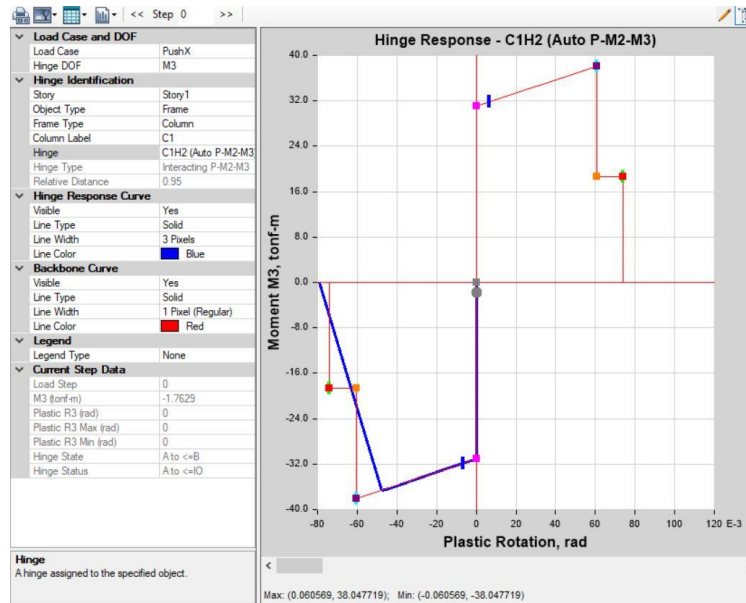 << Step 0 >>
Load Case and DOF
Load Case PushX
Hinge DOF M3
Hinge Identification
Story Story1
Object Type Frame
Frame Type Column
Column Label C1
Hinge C1H2 (Auto P-M2-M3
Hinge Type Interacting P-M2-M3
Relative Distance 0.95
Hinge Response Curve
Visible Yes
Line Type Solid
Line Width 3 Pixels
Line Color Blue
Backbone Curve
Visible Yes
Line Type Solid
Line Width 1 Pixel (Regular)
Line Color Red
Legend
Legend Type None
Current Step Data
Load Step 0
M3 (tonf-m) -1.7629
Plastic R3 (rad) 0
Plastic R3 Max (rad) 0
Plastic R3 Min (rad) 0
Hinge State A to <=B
Hinge Status A to <=IO
Hinge
A hinge assigned to the specified object.
Hinge Response - C1H2 (Auto P-M2-M3)
40.0
32.0
24.0
16.0
8.0
0.0
-8.0
-16.0
-24.0
-32.0
-40.0
Moment M3, tonf-m
-80 -60 -40 -20 0 20 40 60 80 100 120 E-3
Plastic Rotation, rad
<
Max: (0.060569, 38.047719); Min: (-0.060569, -38.047719)